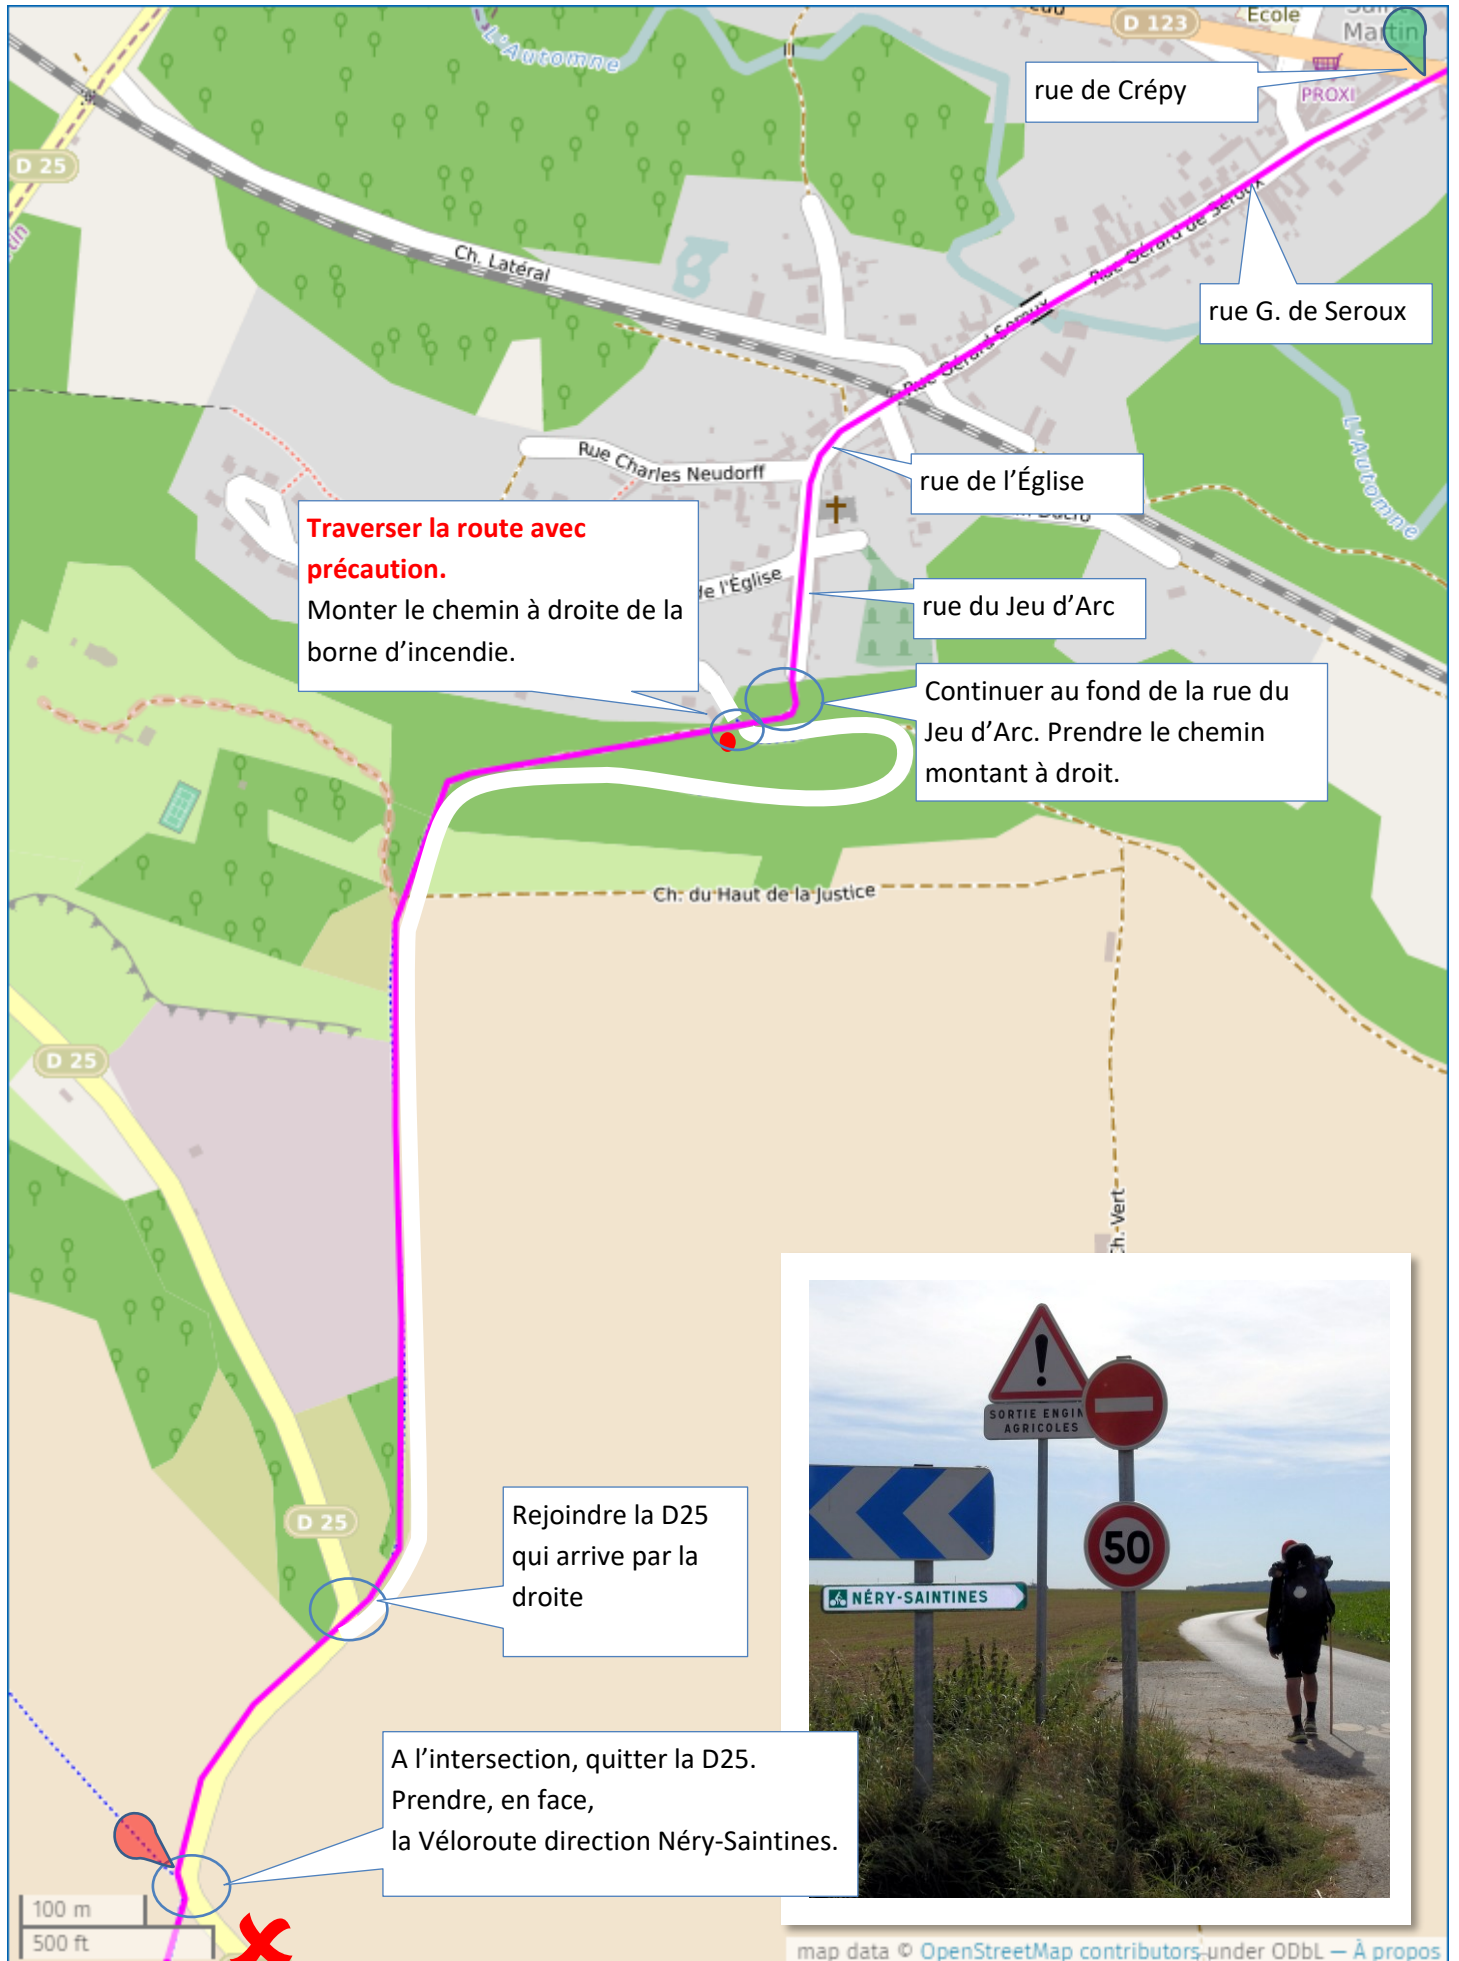 D 123
École
Martin
L'Automne
rue de Crépy
PROXI
D 25
Rue Gérard de Seroux
Ch. Latéral
rue G. de Seroux
Rue Gérard Seroux
L'Automne
Rue Charles Neudorff
rue de l'Église
Traverser la route avec
précaution.
Monter le chemin à droite de la
borne d'incendie.
de l'Église
rue du Jeu d'Arc
Continuer au fond de la rue du
Jeu d'Arc. Prendre le chemin
montant à droit.
Ch. du Haut de la Justice
D 25
Ch. Vert
SORTIE ENGIN
AGRICOLES
D 25
Rejoindre la D25
qui arrive par la
droite
50
NÉRY-SAINTINES
A l'intersection, quitter la D25.
Prendre, en face,
la Véloroute direction Néry-Saintines.
100 m
500 ft
map data © OpenStreetMap contributors under ODbL — À propos